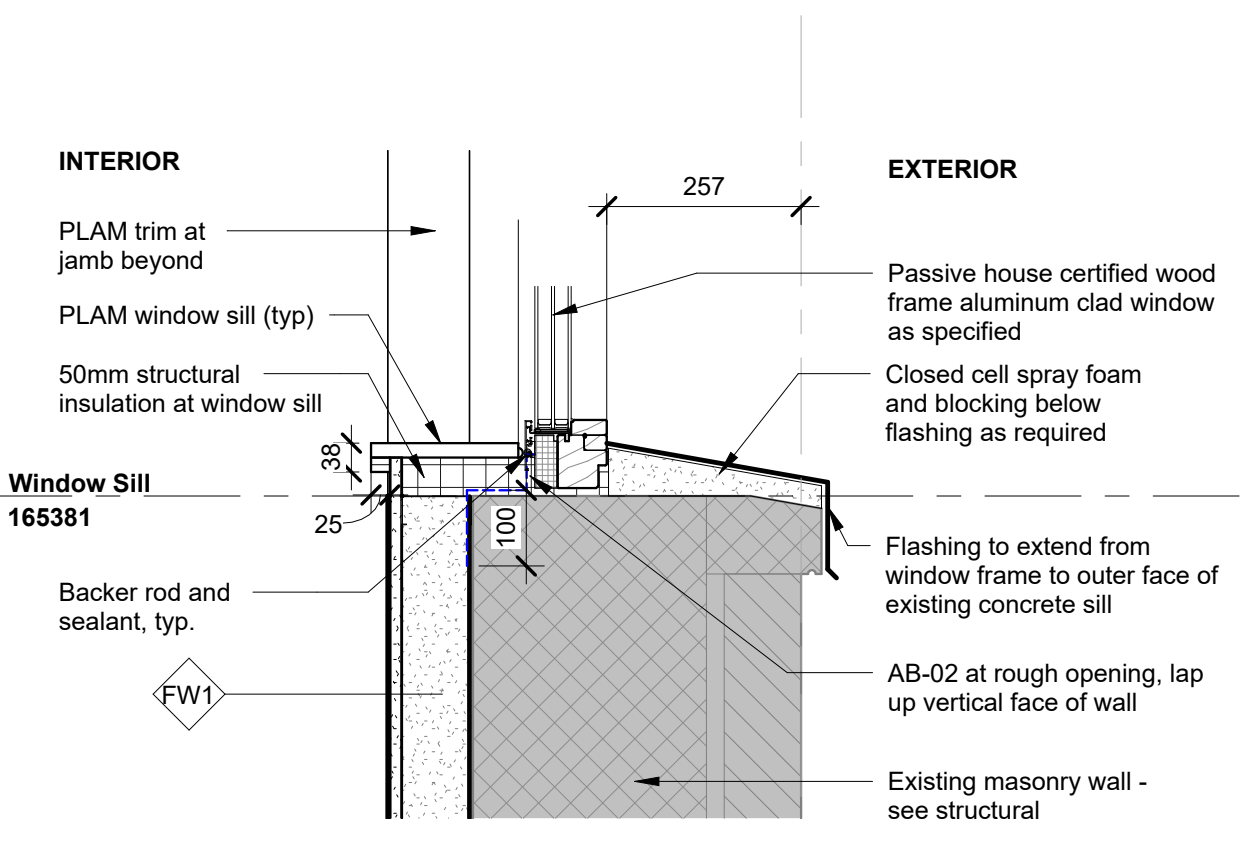 INTERIOR
PLAM trim at
jamb beyond
PLAM window sill (typ)
50mm structural
insulation at window sill
38
Window Sill
165381
25
100
Backer rod and
sealant, typ.
FW1
257
EXTERIOR
Passive house certified wood
frame aluminum clad window
as specified
Closed cell spray foam
and blocking below
flashing as required
Flashing to extend from
window frame to outer face of
existing concrete sill
AB-02 at rough opening, lap
up vertical face of wall
Existing masonry wall -
see structural